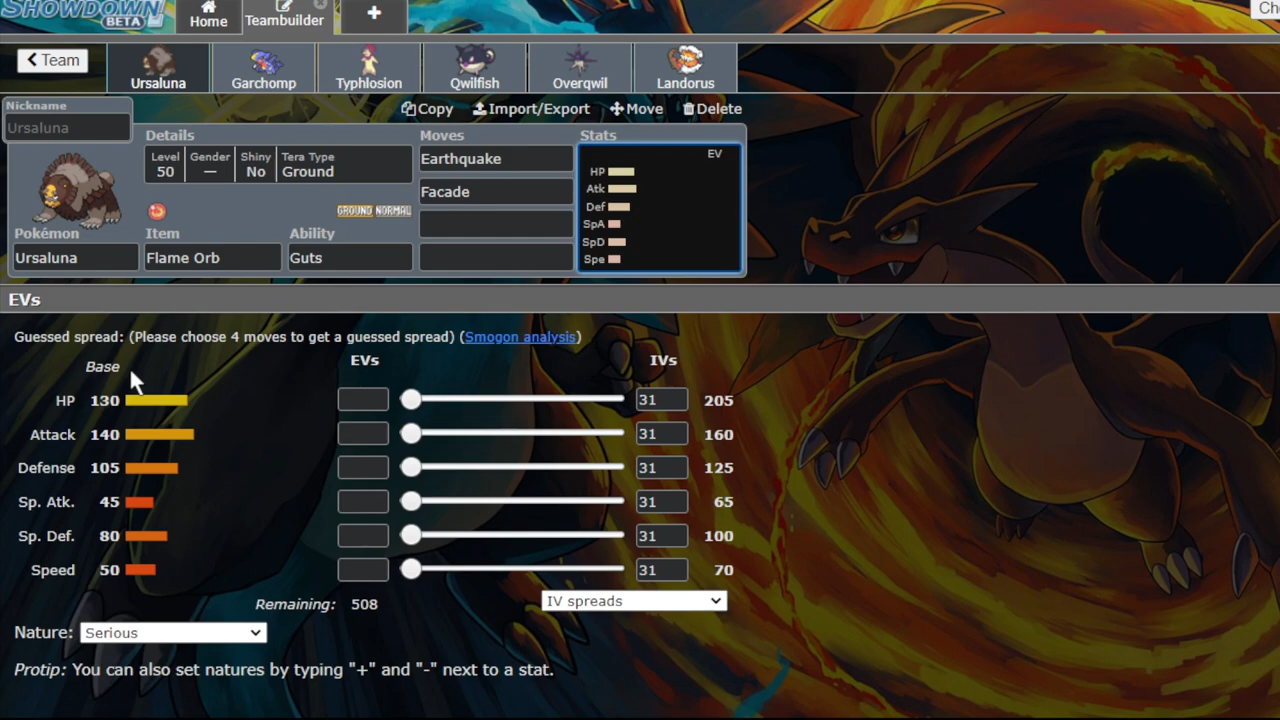 SHOWDOWN
BETA
Home
Teambuilder
+
Team
Ursaluna
Garchomp
Typhlosion
Qwilfish
Overqwil
Landorus
Copy Import/Export Move Delete
Nickname
Ursaluna
Details
Level Gender Shiny Tera Type
50 — No Ground
GROUND NORMAL
Pokémon Item Ability
Ursaluna Flame Orb Guts
Moves
Earthquake
Facade
Stats
EV
HP
Atk
Def
SpA
SpD
Spe
EVs
Guessed spread: (Please choose 4 moves to get a guessed spread) (Smogon analysis)
Base EVs IVs
HP 130 31 205
Attack 140 31 160
Defense 105 31 125
Sp. Atk. 45 31 65
Sp. Def. 80 31 100
Speed 50 31 70
Remaining: 508 IV spreads
Nature: Serious
Protip: You can also set natures by typing "+" and "-" next to a stat.